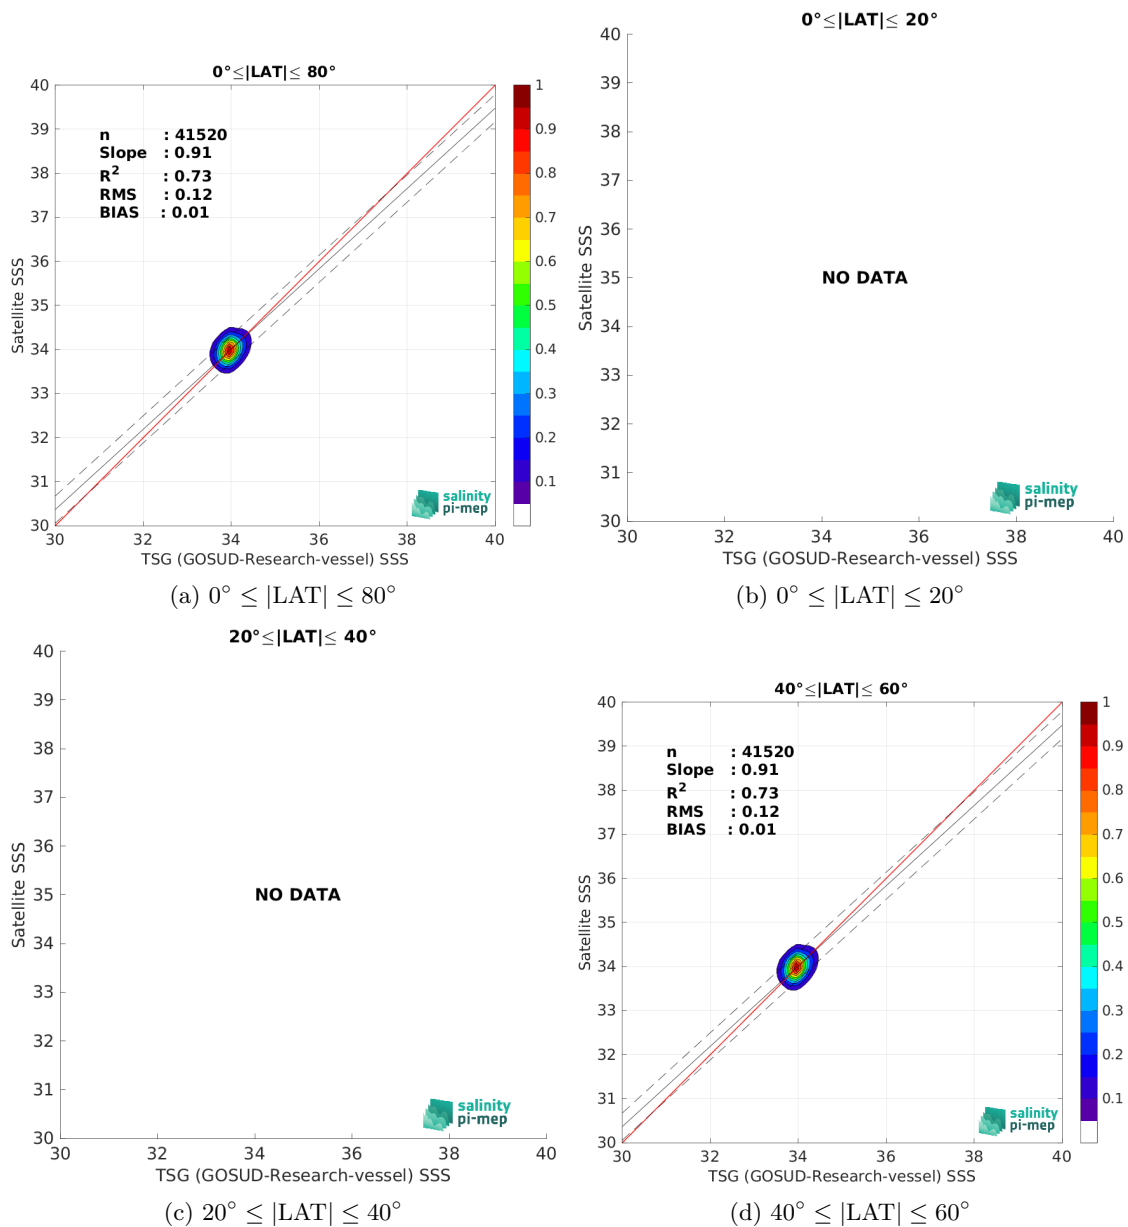 0°≤|LAT|≤ 80°
40
39
38
37
36
35
34
33
32
31
30
Satellite SSS
n : 41520
Slope : 0.91
R² : 0.73
RMS : 0.12
BIAS : 0.01
salinity
pi-mep
30 32 34 36 38 40
TSG (GOSUD-Research-vessel) SSS
1
0.9
0.8
0.7
0.6
0.5
0.4
0.3
0.2
0.1
(a) 0° ≤ |LAT| ≤ 80°
0°≤|LAT|≤ 20°
40
39
38
37
36
35
34
33
32
31
30
Satellite SSS
NO DATA
salinity
pi-mep
30 32 34 36 38 40
TSG (GOSUD-Research-vessel) SSS
(b) 0° ≤ |LAT| ≤ 20°
20°≤|LAT|≤ 40°
40
39
38
37
36
35
34
33
32
31
30
Satellite SSS
NO DATA
salinity
pi-mep
30 32 34 36 38 40
TSG (GOSUD-Research-vessel) SSS
(c) 20° ≤ |LAT| ≤ 40°
40°≤|LAT|≤ 60°
40
39
38
37
36
35
34
33
32
31
30
Satellite SSS
n : 41520
Slope : 0.91
R² : 0.73
RMS : 0.12
BIAS : 0.01
salinity
pi-mep
30 32 34 36 38 40
TSG (GOSUD-Research-vessel) SSS
1
0.9
0.8
0.7
0.6
0.5
0.4
0.3
0.2
0.1
(d) 40° ≤ |LAT| ≤ 60°